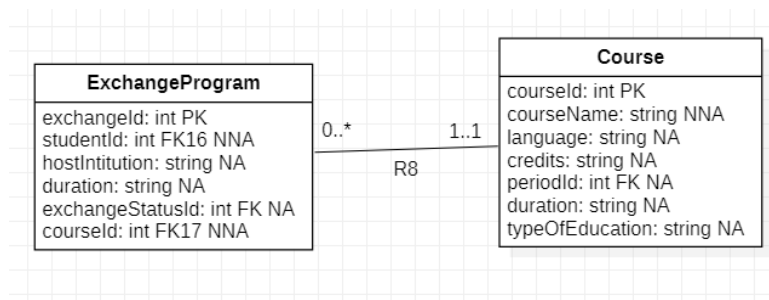 ExchangeProgram
exchangeId: int PK
studentId: int FK16 NNA
hostIntitution: string NA
duration: string NA
exchangeStatusId: int FK NA
courseId: int FK17 NNA
0..*
1..1
R8
Course
courseId: int PK
courseName: string NNA
language: string NA
credits: string NA
periodId: int FK NA
duration: string NA
typeOfEducation: string NA